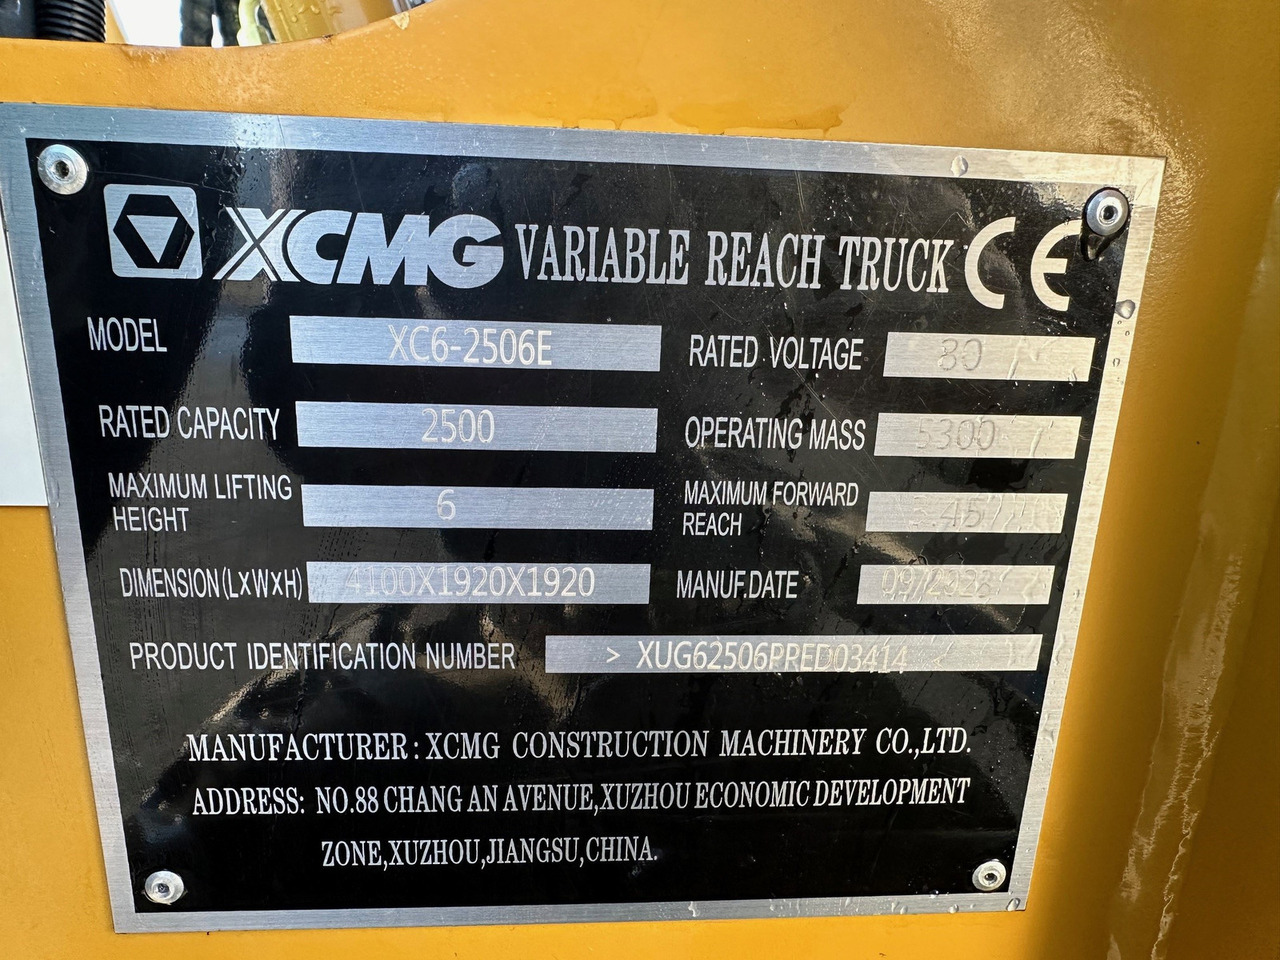 XCMG VARIABLE REACH TRUCK CE
MODEL XC6-2506E RATED VOLTAGE 80
RATED CAPACITY 2500 OPERATING MASS 5300
MAXIMUM LIFTING HEIGHT 6 MAXIMUM FORWARD REACH
DIMENSION(LxWxH) 4100X1920X1920 MANUF.DATE
PRODUCT IDENTIFICATION NUMBER > XUG62506PPED03414 <
MANUFACTURER: XCMG CONSTRUCTION MACHINERY CO.,LTD.
ADDRESS: NO.88 CHANG AN AVENUE,XUZHOU ECONOMIC DEVELOPMENT
ZONE,XUZHOU,JIANGSU,CHINA.